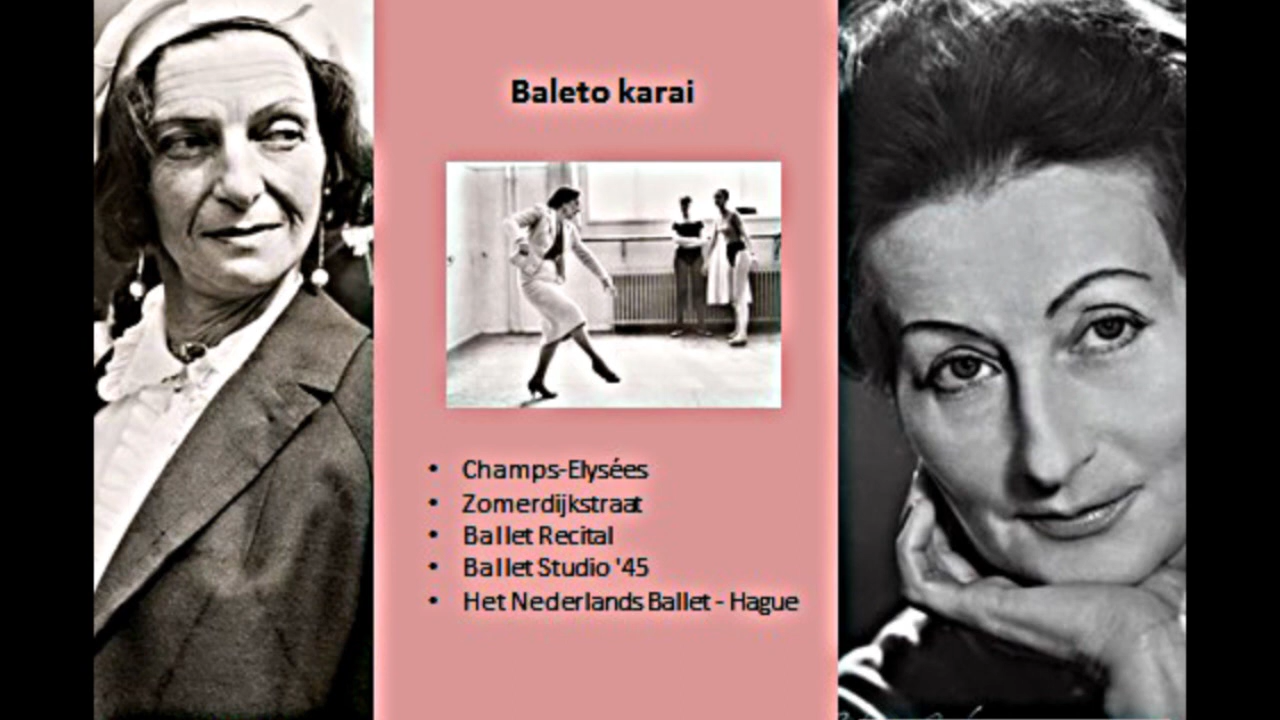 Baleto karai
• Champs-Elysées
• Zomerdijkstraat
• Ballet Recital
• Ballet Studio '45
• Het Nederlands Ballet - Hague